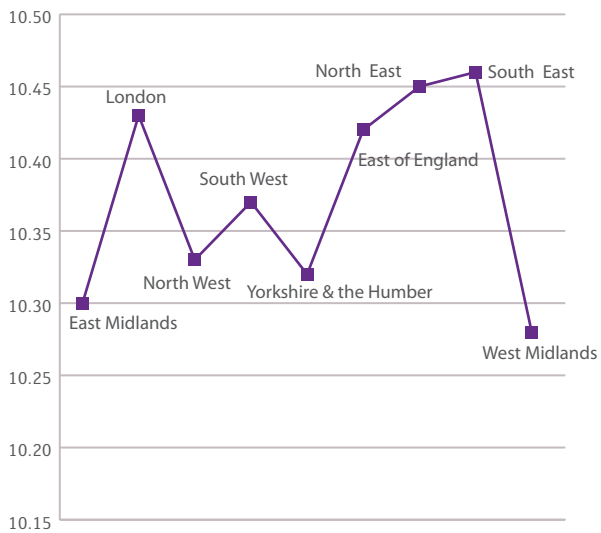 10.50
10.45
10.40
10.35
10.30
10.25
10.20
10.15
East Midlands
London
North West
South West
Yorkshire & the Humber
East of England
North East
South East
West Midlands